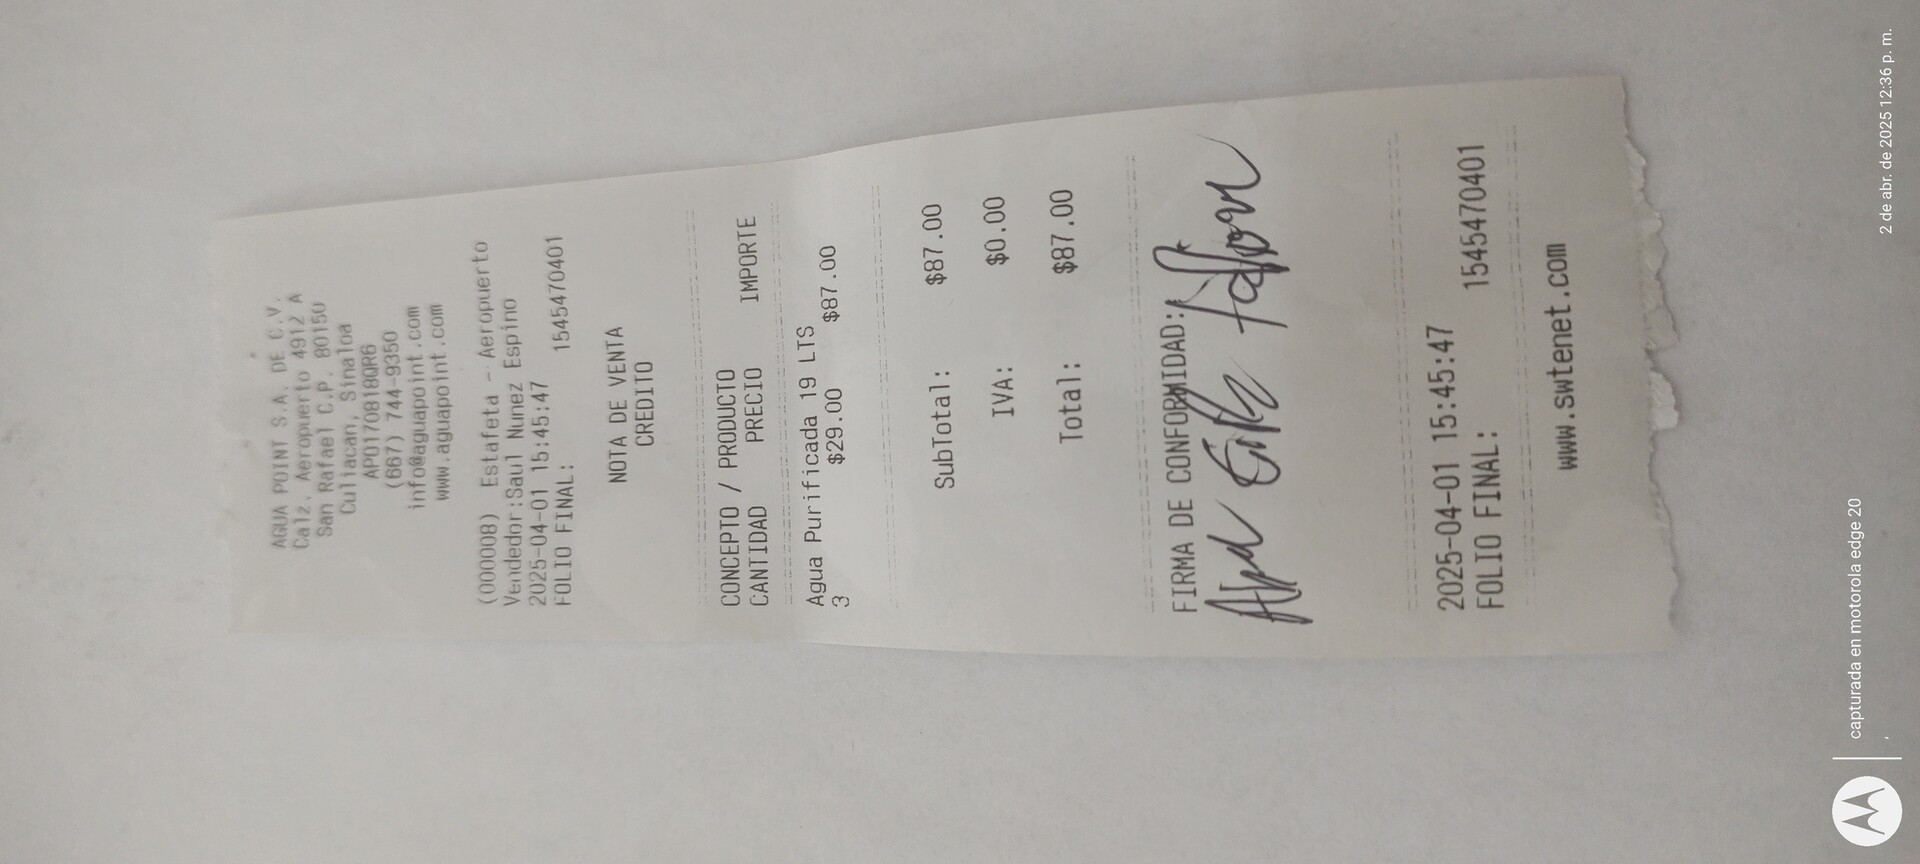 AGUA POINT S.A. DE C.V.
Calz. Aeropuerto 4912 A
San Rafael C.P. 80150
Culiacan, Sinaloa
APO170818QR6
(667) 744-9350
info@aguapoint.com
www.aguapoint.com
(000008) Estafeta - Aeropuerto
Vendedor:Saul Nunez Espino
2025-04-01 15:45:47
FOLIO FINAL: 1545470401
NOTA DE VENTA
CREDITO
CONCEPTO / PRODUCTO
CANTIDAD PRECIO IMPORTE
Agua Purificada 19 LTS
3 $29.00 $87.00
SubTotal: $87.00
IVA: $0.00
Total: $87.00
FIRMA DE CONFORMIDAD:
2025-04-01 15:45:47
FOLIO FINAL: 1545470401
www.swtenet.com
capturada en motorola edge 20
2 de abr. de 2025 12:36 p. m.